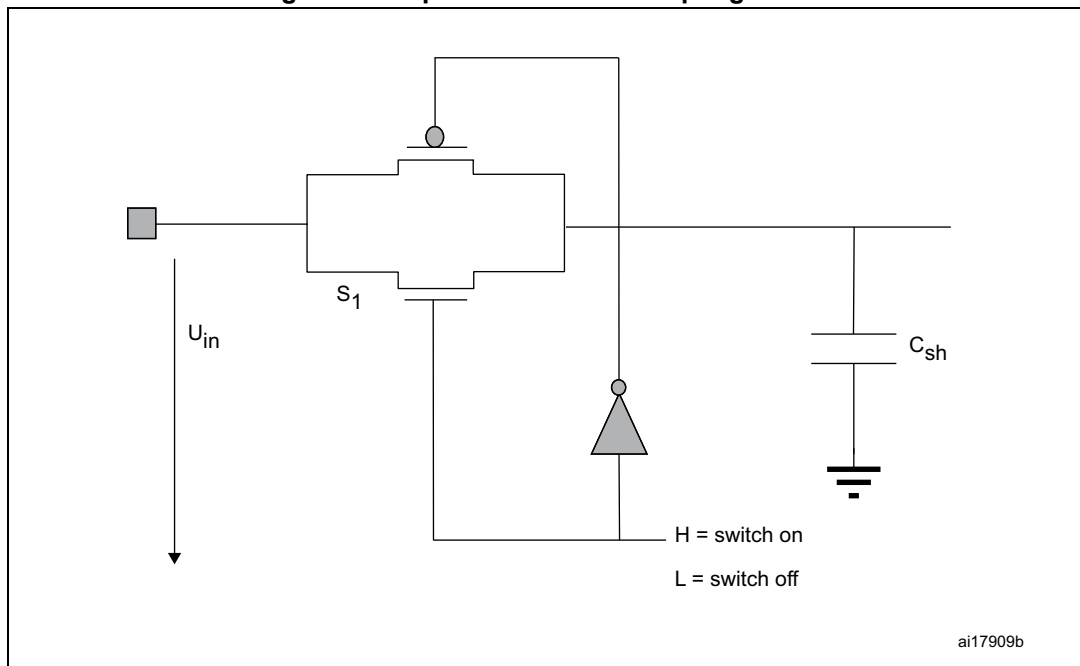 S1
Uin
Csh
H = switch on
L = switch off
ai17909b